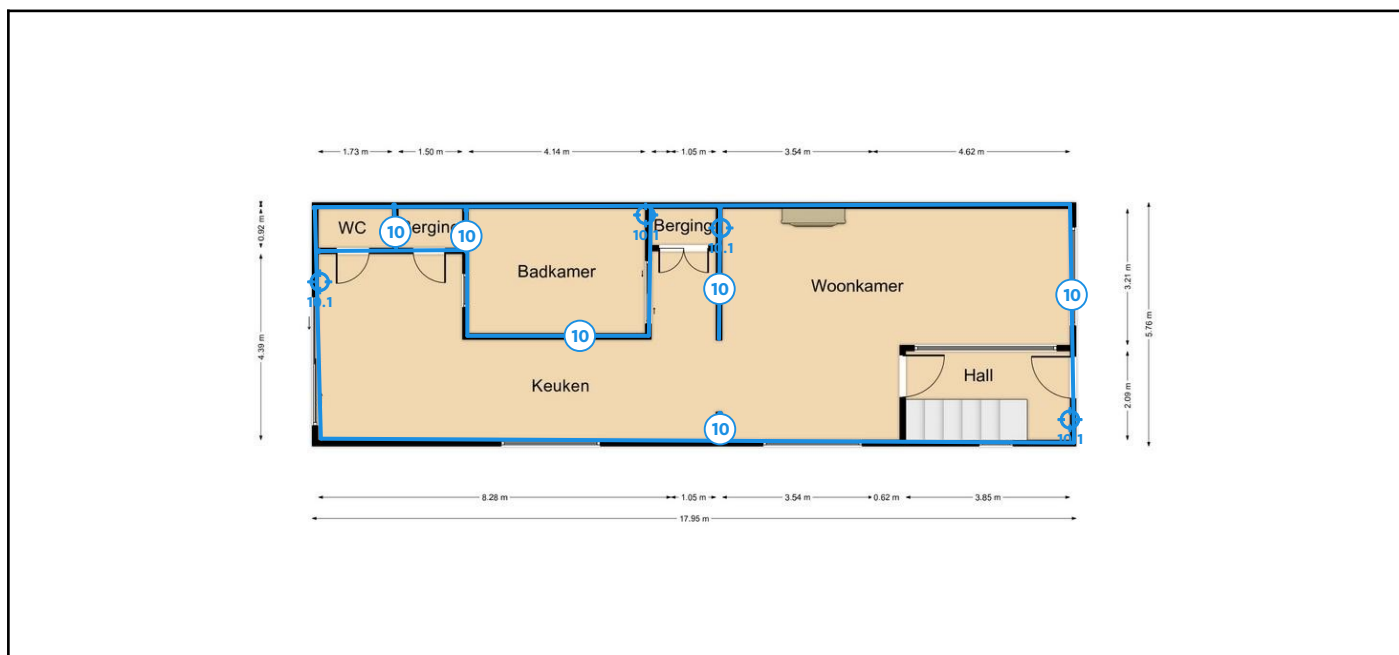 1.73 m
1.50 m
4.14 m
1.05 m
3.54 m
4.62 m
0.92 m
WC
10
Berging
10
10.1
Berging
10.1
Badkamer
10
Woonkamer
10
3.21 m
5.76 m
10.1
4.39 m
10
Keuken
Hall
2.09 m
10
10.1
8.28 m
1.05 m
3.54 m
0.62 m
3.85 m
17.95 m